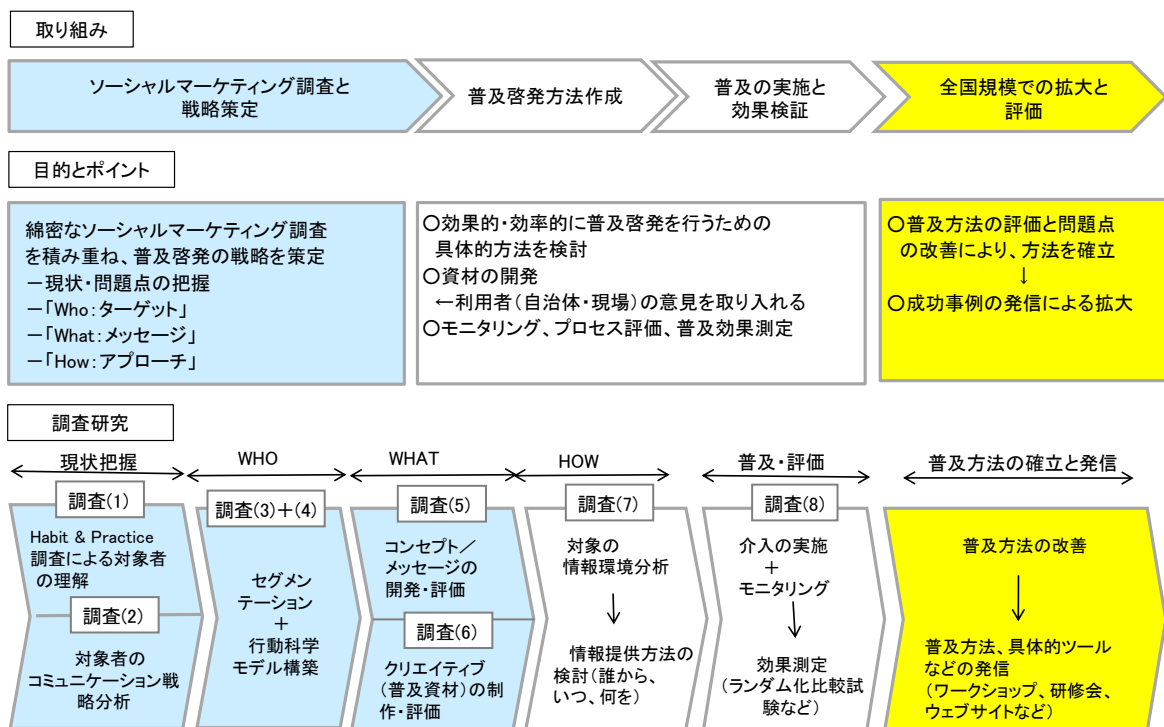 取り組み
ソーシャルマーケティング調査と
戦略策定
普及啓発方法作成
普及の実施と
効果検証
全国規模での拡大と
評価
目的とポイント
綿密なソーシャルマーケティング調査
を積み重ね、普及啓発の戦略を策定
－現状・問題点の把握
－「Who:ターゲット」
－「What:メッセージ」
－「How:アプローチ」
○効果的・効率的に普及啓発を行うための
具体的方法を検討
○資材の開発
←利用者(自治体・現場)の意見を取り入れる
○モニタリング、プロセス評価、普及効果測定
○普及方法の評価と問題点
の改善により、方法を確立
↓
○成功事例の発信による拡大
調査研究
現状把握
WHO
WHAT
HOW
普及・評価
普及方法の確立と発信
調査(1)
Habit & Practice
調査による対象者
の理解
調査(2)
対象者の
コミュニケーション戦
略分析
調査(3)＋(4)
セグメン
テーション
＋
行動科学
モデル構築
調査(5)
コンセプト／
メッセージの
開発・評価
調査(6)
クリエイティブ
(普及資材)の制
作・評価
調査(7)
対象の
情報環境分析
情報提供方法の
検討(誰から、
いつ、何を)
調査(8)
介入の実施
＋
モニタリング
効果測定
(ランダム化比較試
験など)
普及方法の改善
普及方法、具体的ツール
などの発信
(ワークショップ、研修会、
ウェブサイトなど)